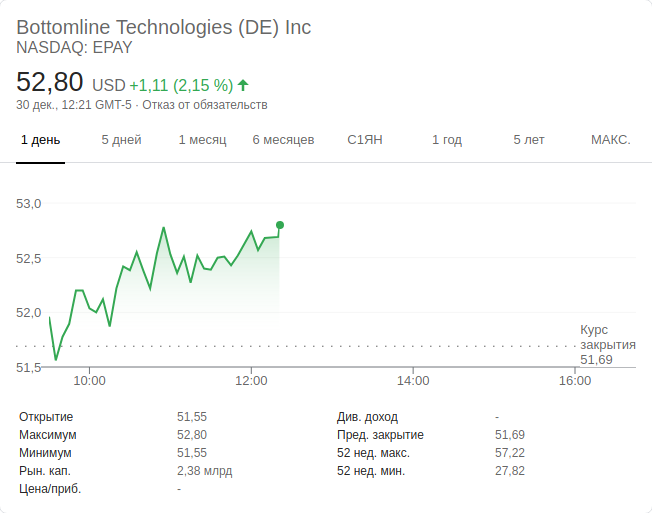 Bottomline Technologies (DE) Inc
NASDAQ: EPAY
52,80 USD +1,11 (2,15 %)
30 дек., 12:21 GMT-5 · Отказ от обязательств
1 день 5 дней 1 месяц 6 месяцев С1ЯН 1 год 5 лет МАКС.
53,0
52,5
52,0
51,5
Курс
закрытия
51,69
10:00 12:00 14:00 16:00
Открытие 51,55 Див. доход -
Максимум 52,80 Пред. закрытие 51,69
Минимум 51,55 52 нед. макс. 57,22
Рын. кап. 2,38 млрд 52 нед. мин. 27,82
Цена/приб. -